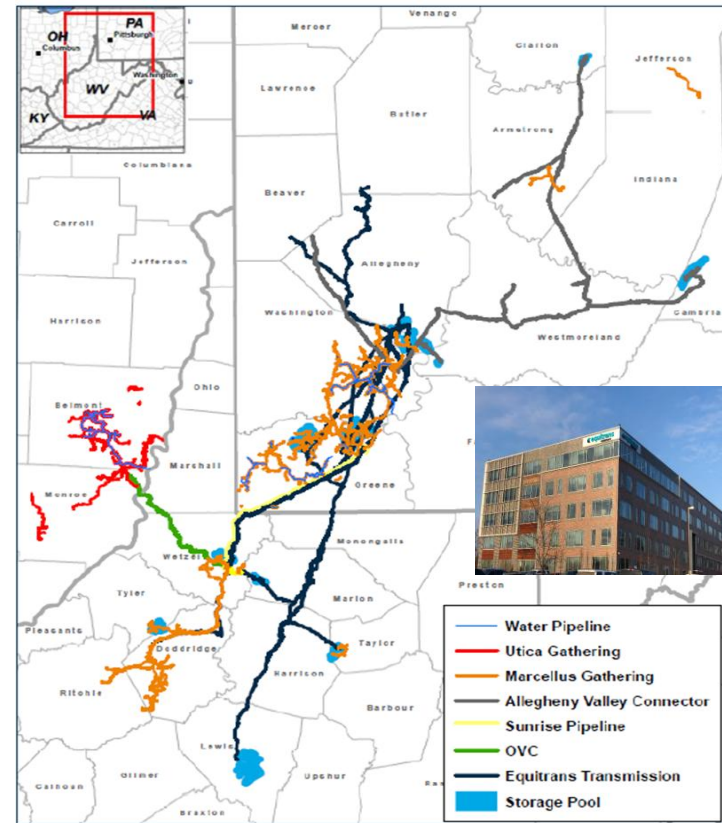 OH
PA
Pittsburgh
Columbus
Washington
WV
KY
VA
Mercer
Venango
Clarion
Jefferson
Lawrence
Butler
Armstrong
Columbiana
Indiana
Beaver
Carroll
Jefferson
Allegheny
Washington
Cambria
Harrison
Westmoreland
Ohio
Belmont
equitrans
Marshall
Monroe
Greene
Monongalia
Wetzel
Preston
Tyler
Marion
Pleasants
Taylor
Doddridge
Harrison
Ritchie
Barbour
Lewis
Calhoun
Gilmer
Upshur
Braxton
Water Pipeline
Utica Gathering
Marcellus Gathering
Allegheny Valley Connector
Sunrise Pipeline
OVC
Equitrans Transmission
Storage Pool